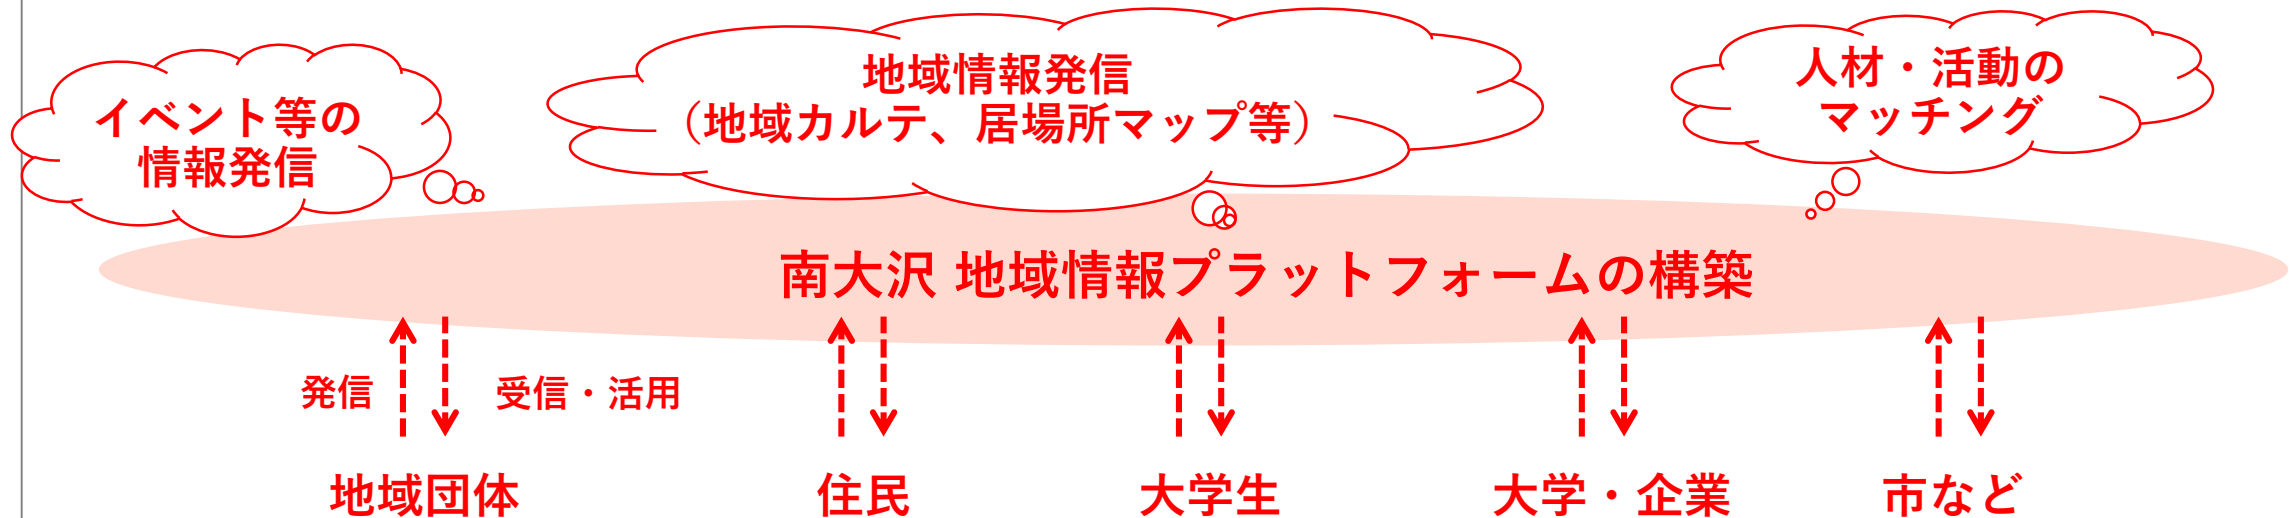 イベント等の
情報発信
地域情報発信
（地域カルテ、居場所マップ等）
人材・活動の
マッチング
南大沢 地域情報プラットフォームの構築
発信
受信・活用
地域団体
住民
大学生
大学・企業
市など